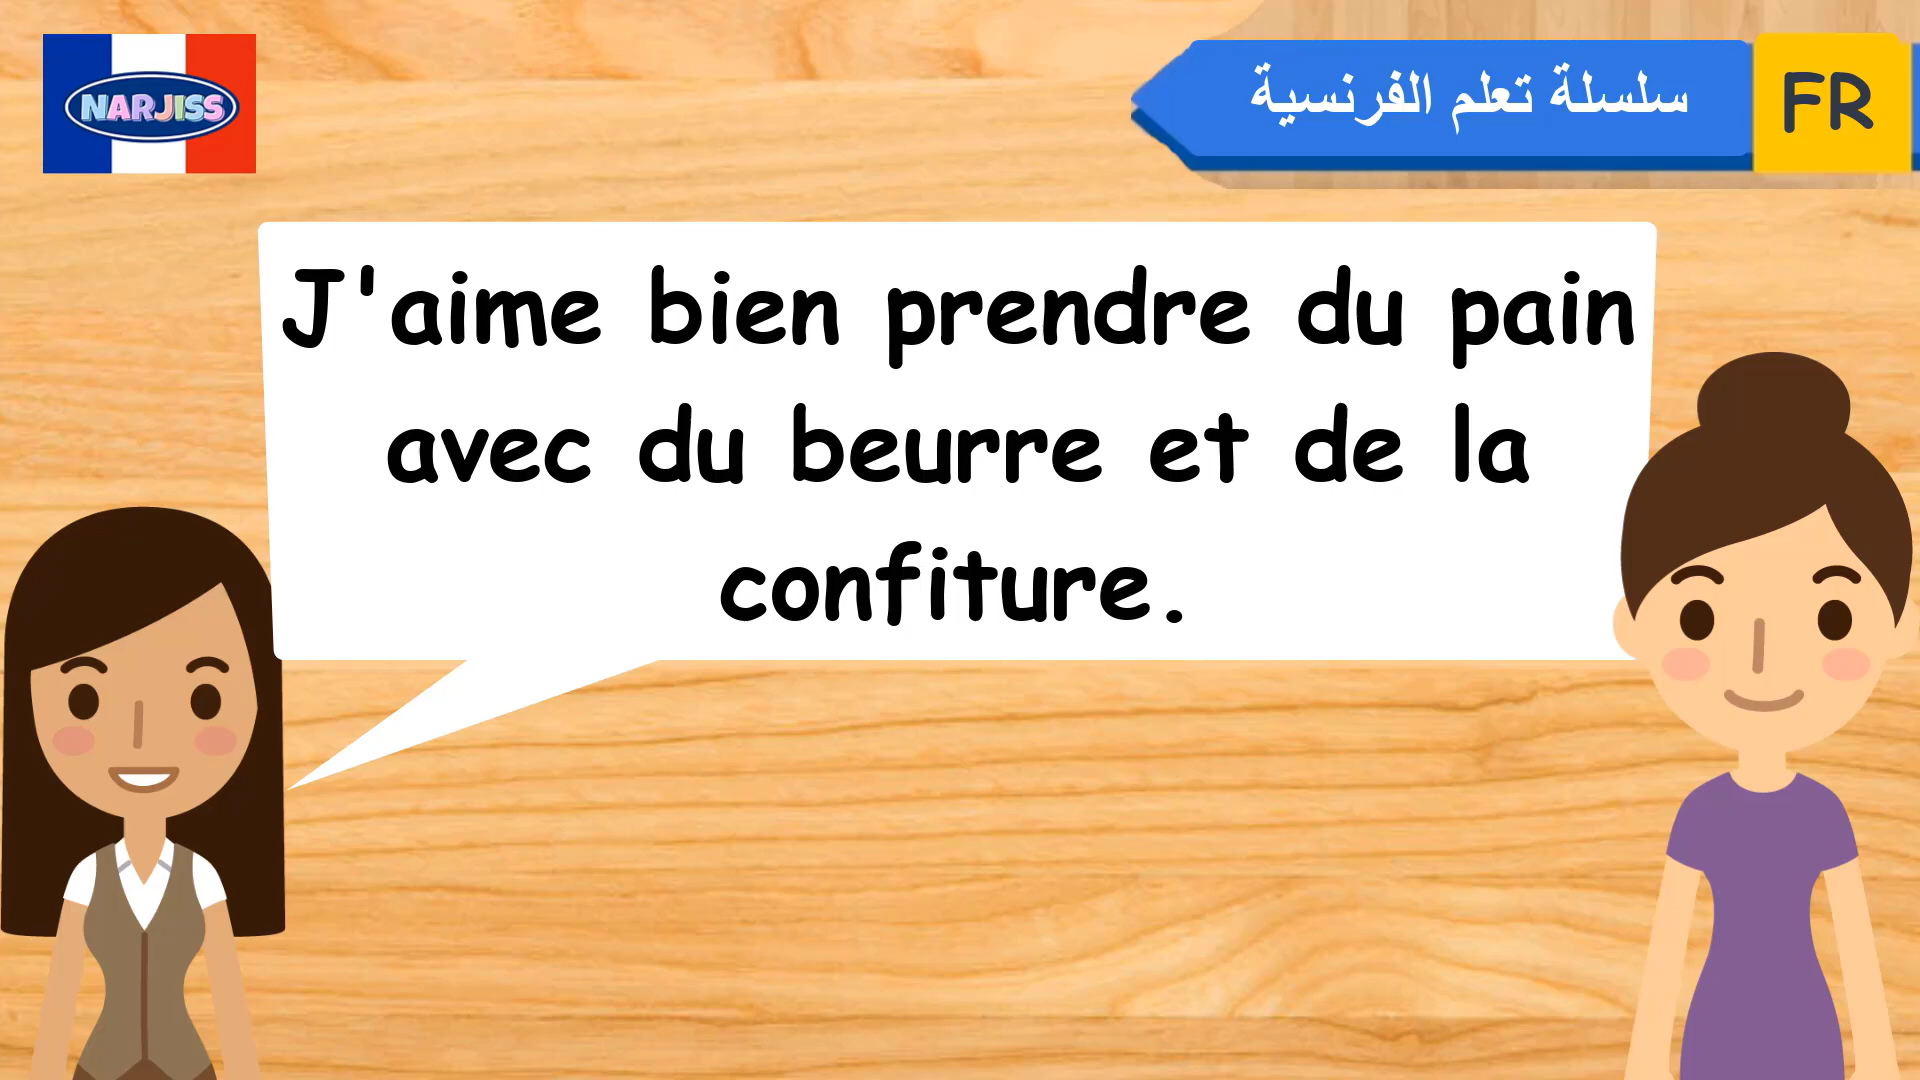 NARJISS
سلسلة تعلم الفرنسية
FR
J'aime bien prendre du pain
avec du beurre et de la
confiture.